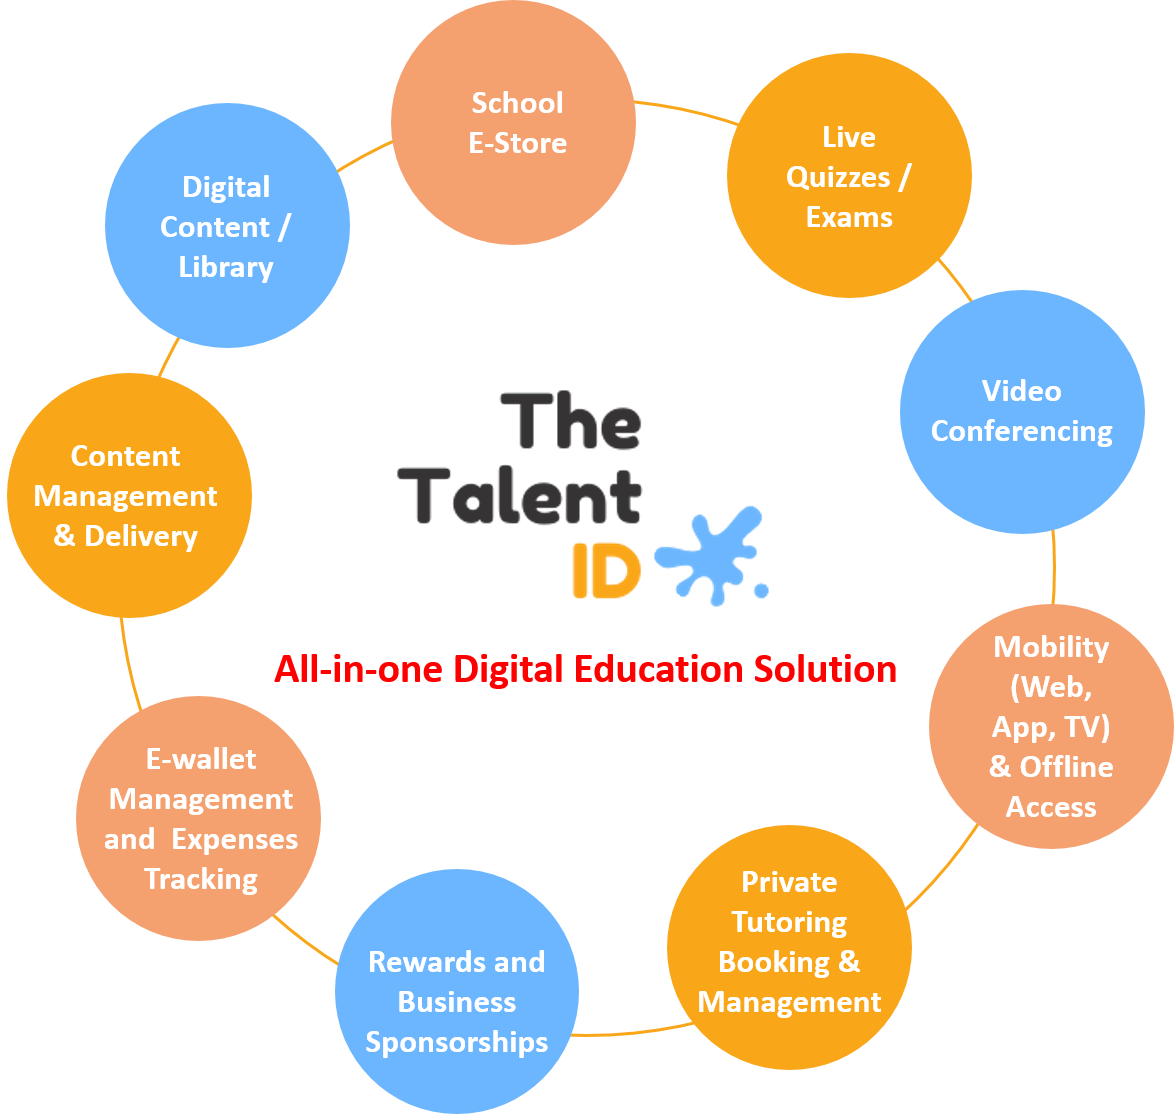 School
E-Store
Live
Quizzes /
Exams
Digital
Content /
Library
Video
Conferencing
Content
Management
& Delivery
The
Talent
ID
All-in-one Digital Education Solution
Mobility
(Web,
App, TV)
& Offline
Access
E-wallet
Management
and  Expenses
Tracking
Private
Tutoring
Booking &
Management
Rewards and
Business
Sponsorships